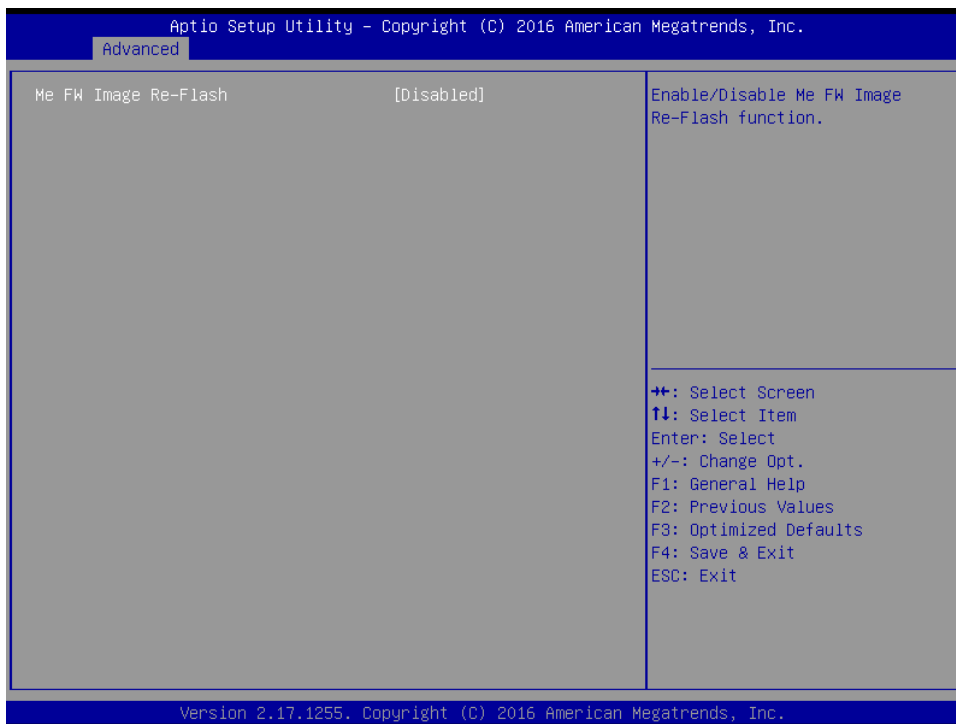 Aptio Setup Utility – Copyright (C) 2016 American Megatrends, Inc.
Advanced
Me FW Image Re-Flash [Disabled]
Enable/Disable Me FW Image
Re-Flash function.
→←: Select Screen
↑↓: Select Item
Enter: Select
+/-: Change Opt.
F1: General Help
F2: Previous Values
F3: Optimized Defaults
F4: Save & Exit
ESC: Exit
Version 2.17.1255. Copyright (C) 2016 American Megatrends, Inc.